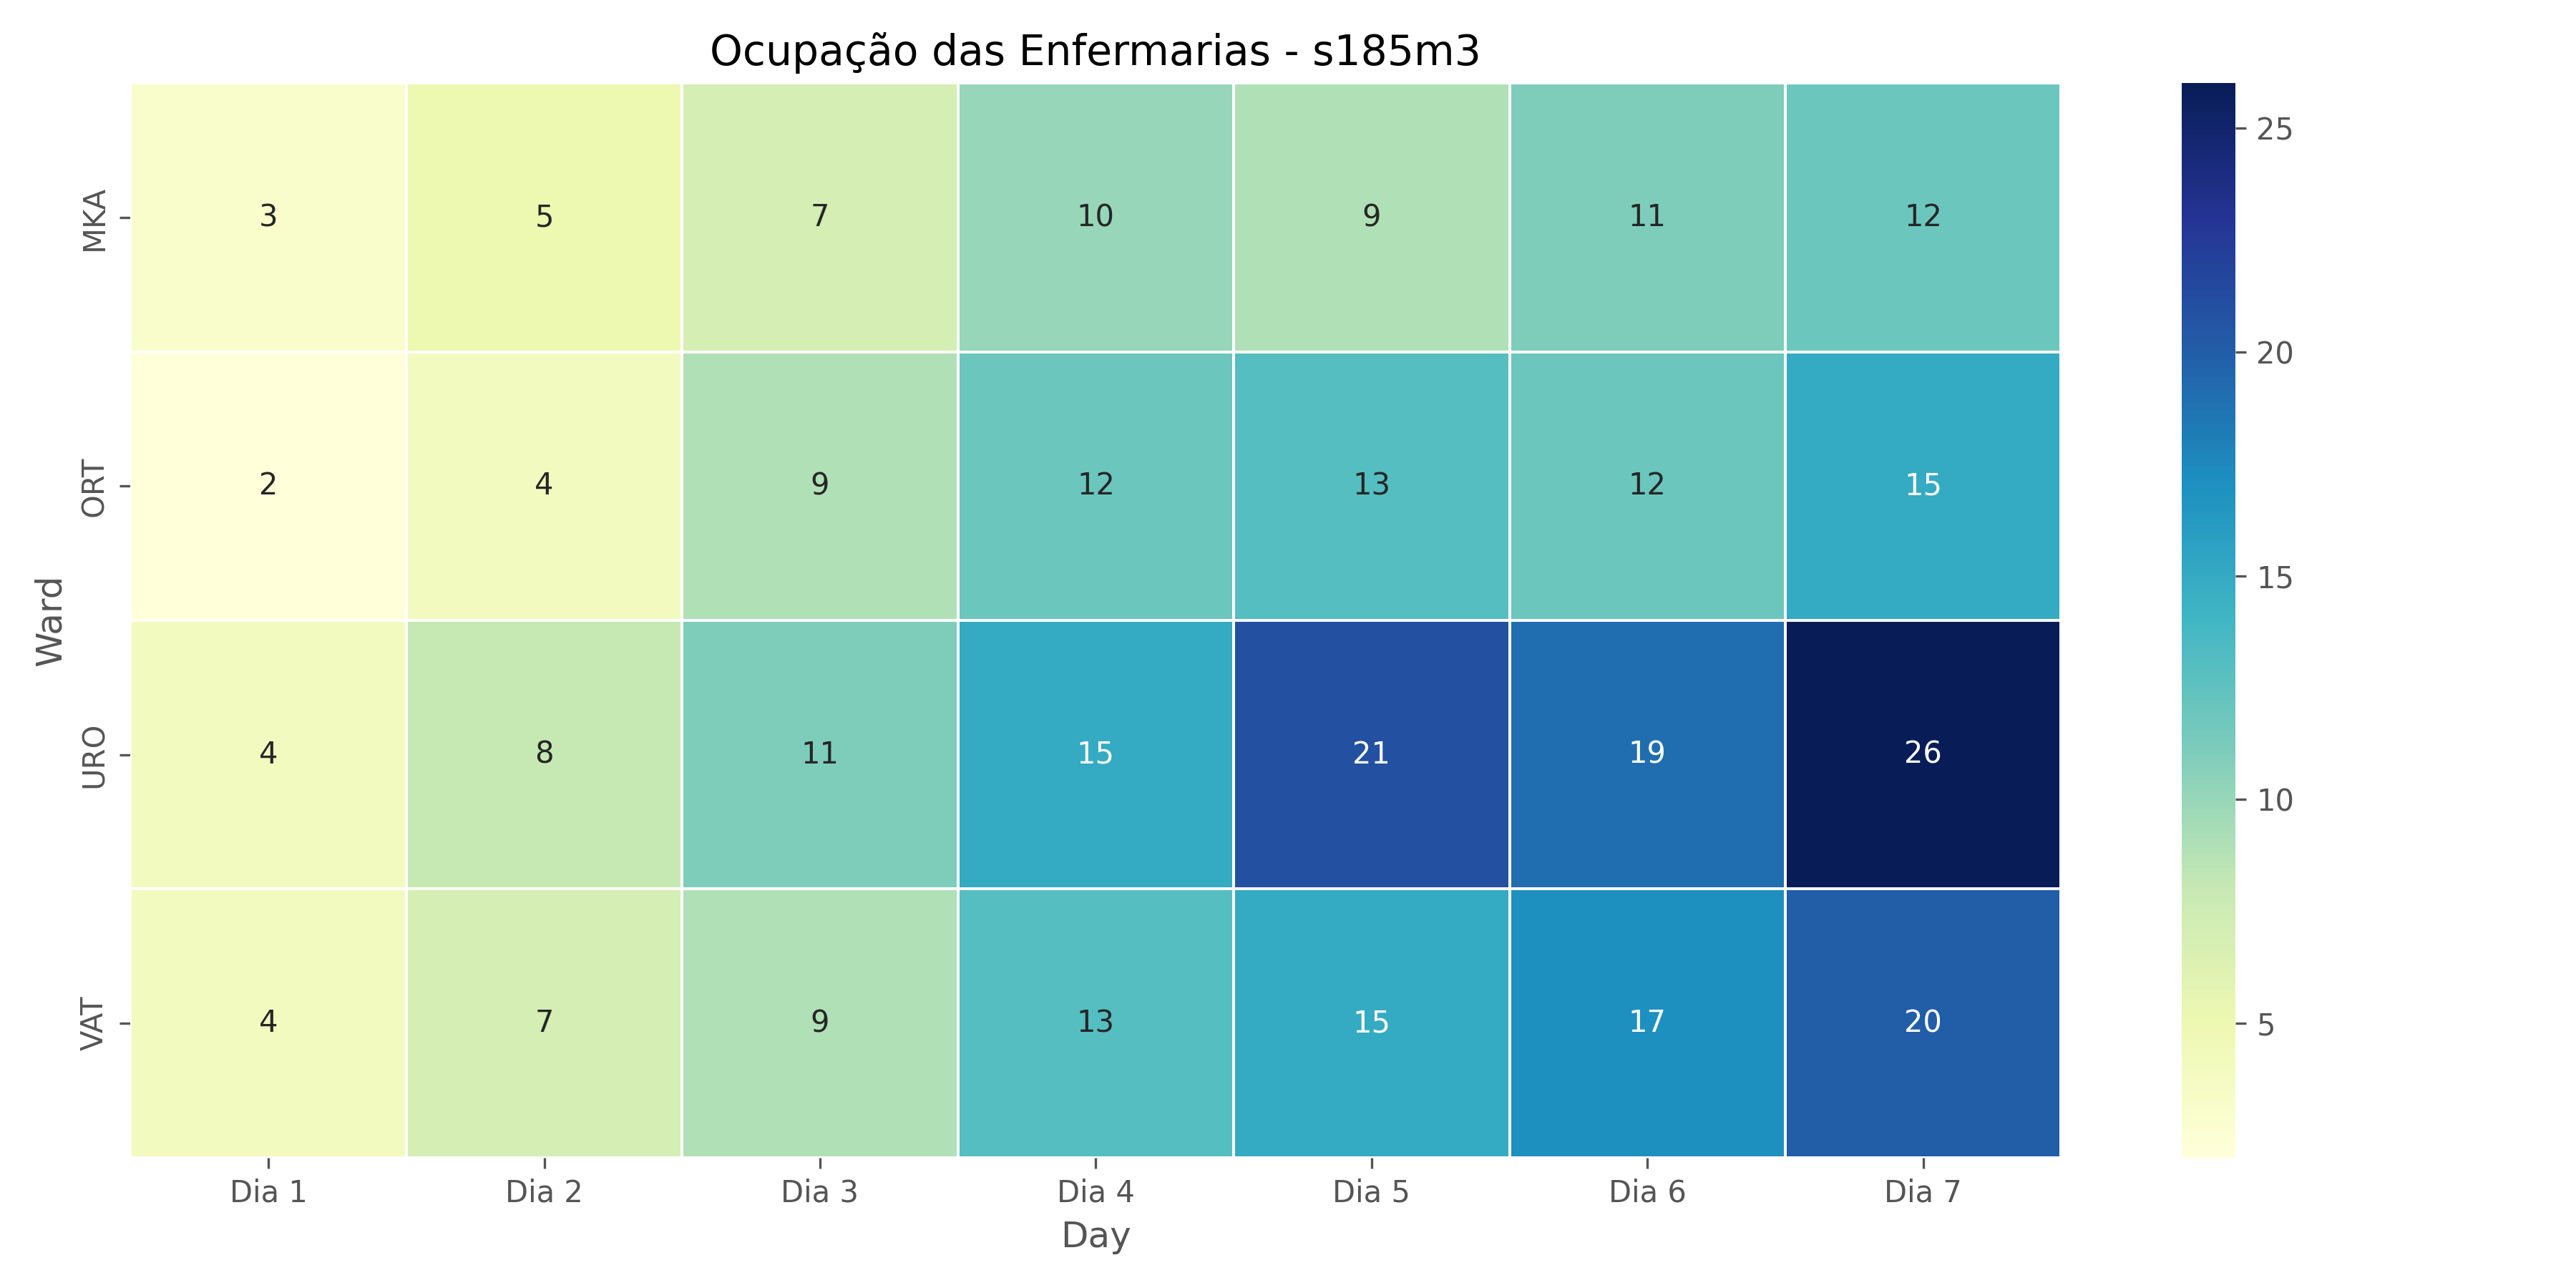 Ocupação das Enfermarias - s185m3
MKA 3 5 7 10 9 11 12
ORT 2 4 9 12 13 12 15
URO 4 8 11 15 21 19 26
VAT 4 7 9 13 15 17 20
Ward
Dia 1 Dia 2 Dia 3 Dia 4 Dia 5 Dia 6 Dia 7
Day
25
20
15
10
5